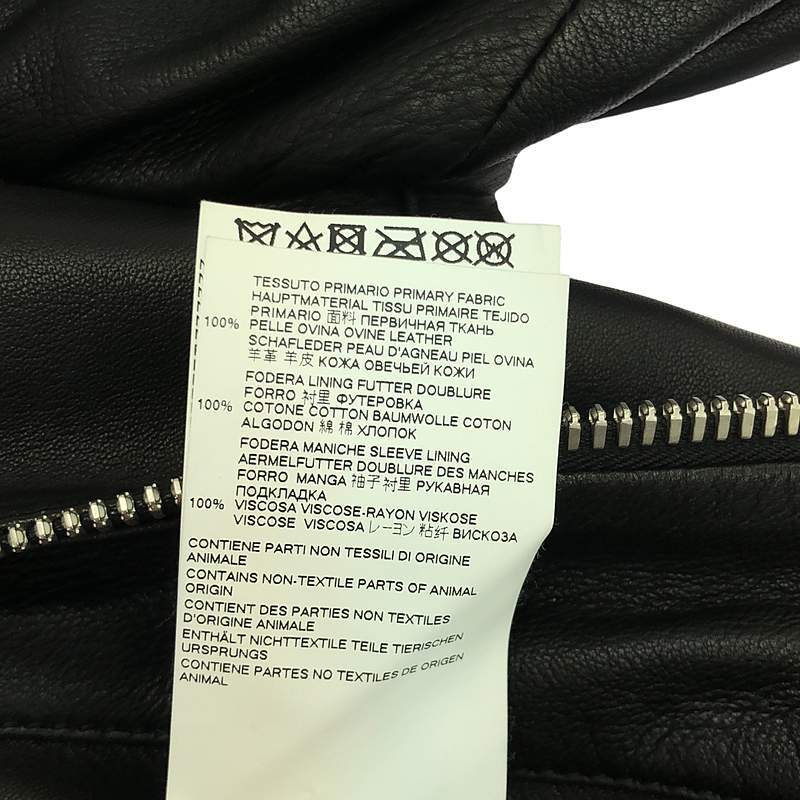 TESSUTO PRIMARIO PRIMARY FABRIC
HAUPTMATERIAL TISSU PRIMAIRE TEJIDO
PRIMARIO 面料 ПЕРВИЧНАЯ ТКАНЬ
100% PELLE OVINA OVINE LEATHER
SCHAFLEDER PEAU D'AGNEAU PIEL OVINA
羊革 羊皮 КОЖА ОВЕЧЬЕЙ КОЖИ
FODERA LINING FUTTER DOUBLURE
FORRO 衬里 ФУТЕРОВКА
100% COTONE COTTON BAUMWOLLE COTON
ALGODON 綿 棉 ХЛОПОК
FODERA MANICHE SLEEVE LINING
AERMELFUTTER DOUBLURE DES MANCHES
FORRO MANGA 袖子衬里 РУКАВНАЯ
ПОДКЛАДКА
100% VISCOSA VISCOSE-RAYON VISKOSE
VISCOSE VISCOSA レーヨン 粘纤 ВИСКОЗА
CONTIENE PARTI NON TESSILI DI ORIGINE
ANIMALE
CONTAINS NON-TEXTILE PARTS OF ANIMAL
ORIGIN
CONTIENT DES PARTIES NON TEXTILES
D'ORIGINE ANIMALE
ENTHÄLT NICHTTEXTILE TEILE TIERISCHEN
URSPRUNGS
CONTIENE PARTES NO TEXTILES DE ORIGEN
ANIMAL